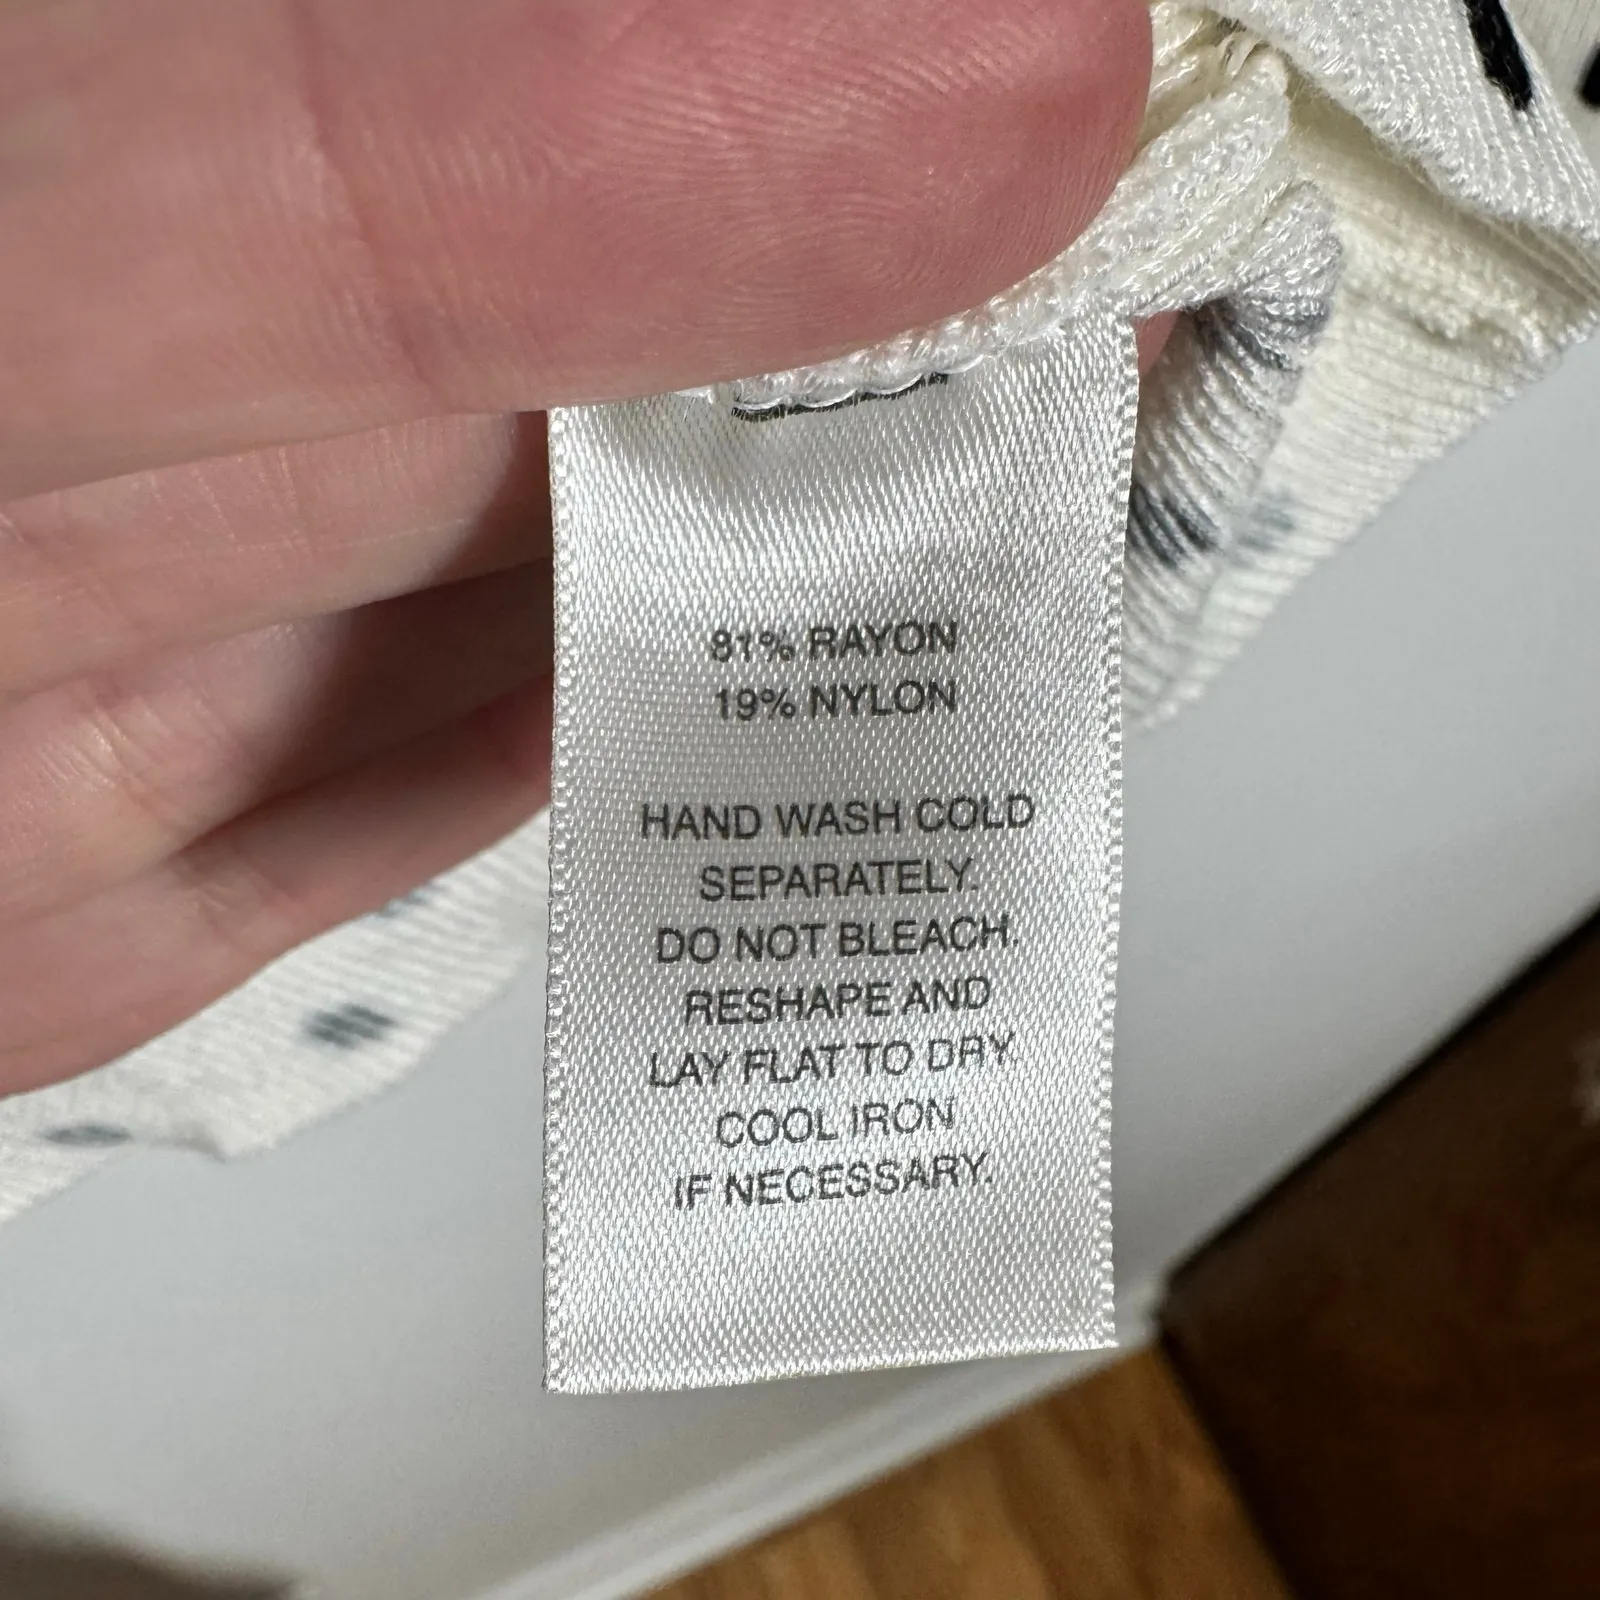 81% RAYON
19% NYLON
HAND WASH COLD
SEPARATELY.
DO NOT BLEACH.
RESHAPE AND
LAY FLAT TO DRY.
COOL IRON
IF NECESSARY.